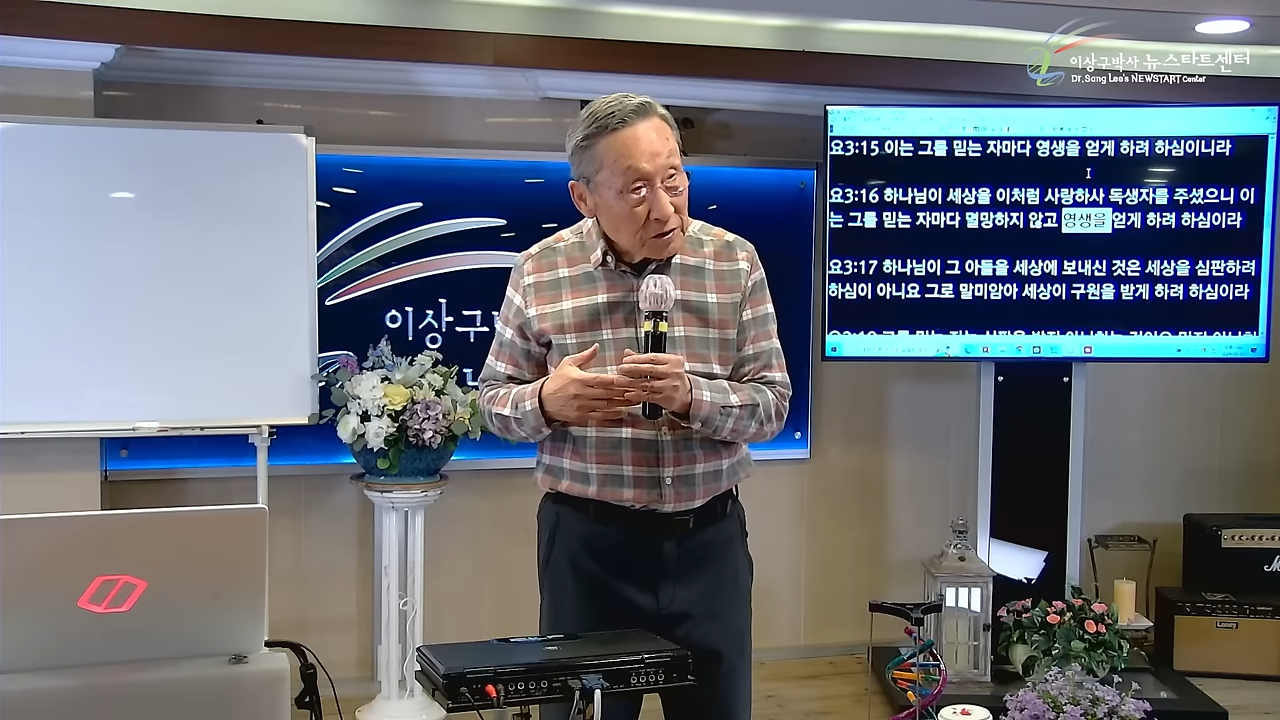 이상구박사 뉴스타트센터
Dr.Sang Lee's NEWSTART Center
요3:15 이는 그를 믿는 자마다 영생을 얻게 하려 하심이니라
요3:16 하나님이 세상을 이처럼 사랑하사 독생자를 주셨으니 이
는 그를 믿는 자마다 멸망하지 않고 영생을 얻게 하려 하심이라
요3:17 하나님이 그 아들을 세상에 보내신 것은 세상을 심판하려
하심이 아니요 그로 말미암아 세상이 구원을 받게 하려 하심이라
이상구
Laney